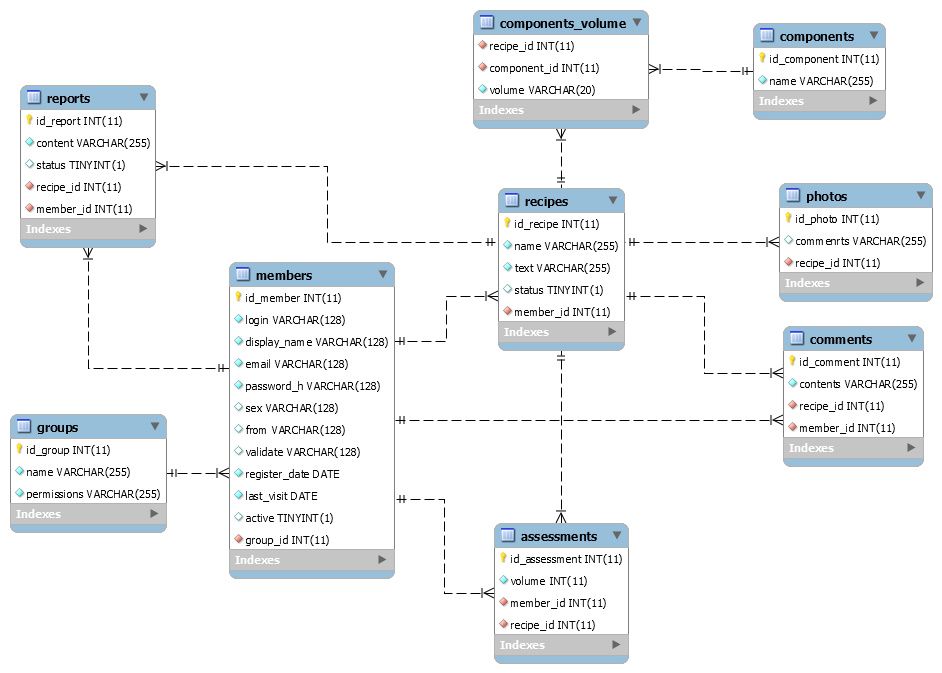 components_volume
recipe_id INT(11)
component_id INT(11)
volume VARCHAR(20)
Indexes
components
id_component INT(11)
name VARCHAR(255)
Indexes
reports
id_report INT(11)
content VARCHAR(255)
status TINYINT(1)
recipe_id INT(11)
member_id INT(11)
Indexes
recipes
id_recipe INT(11)
name VARCHAR(255)
text VARCHAR(255)
status TINYINT(1)
member_id INT(11)
Indexes
photos
id_photo INT(11)
commenrts VARCHAR(255)
recipe_id INT(11)
Indexes
members
id_member INT(11)
login VARCHAR(128)
display_name VARCHAR(128)
email VARCHAR(128)
password_h VARCHAR(128)
sex VARCHAR(128)
from VARCHAR(128)
validate VARCHAR(128)
register_date DATE
last_visit DATE
active TINYINT(1)
group_id INT(11)
Indexes
comments
id_comment INT(11)
contents VARCHAR(255)
recipe_id INT(11)
member_id INT(11)
Indexes
groups
id_group INT(11)
name VARCHAR(255)
permissions VARCHAR(255)
Indexes
assessments
id_assessment INT(11)
volume INT(11)
member_id INT(11)
recipe_id INT(11)
Indexes